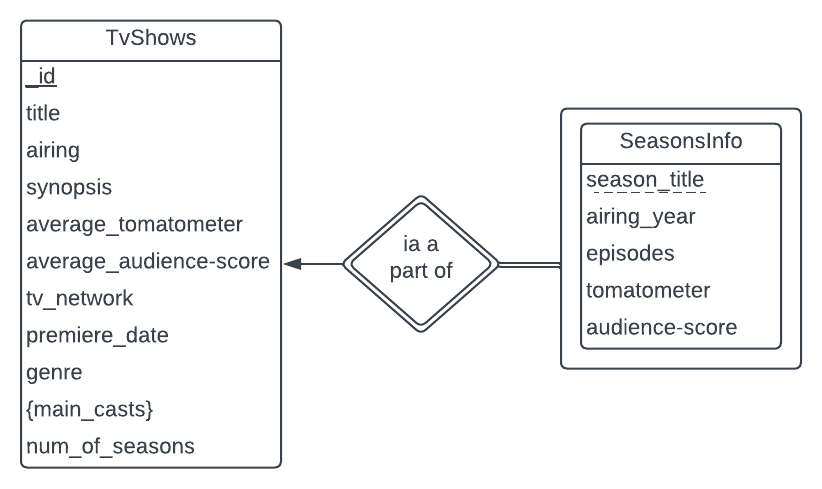 TvShows
_id
title
airing
synopsis
average_tomatometer
average_audience-score
tv_network
premiere_date
genre
{main_casts}
num_of_seasons
ia a
part of
SeasonsInfo
season_title
airing_year
episodes
tomatometer
audience-score